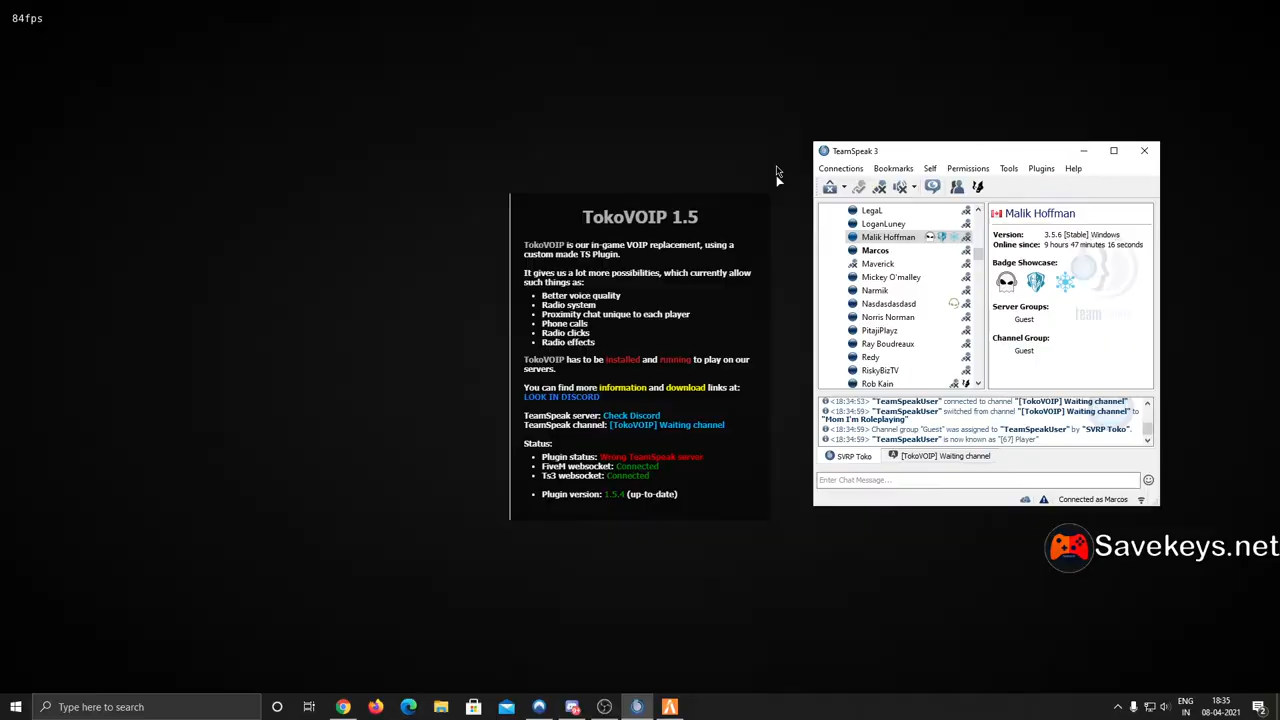 84fps
TokoVOIP 1.5
TokoVOIP is our in-game VOIP replacement, using a
custom made TS Plugin.
It gives us a lot more possibilities, which currently allow
such things as:
Better voice quality
Radio system
Proximity chat unique to each player
Phone calls
Radio clicks
Radio effects
TokoVOIP has to be installed and running to play on our
servers.
You can find more information and download links at:
LOOK IN DISCORD
TeamSpeak server: Check Discord
TeamSpeak channel: [TokoVOIP] Waiting channel
Status:
Plugin status: Wrong TeamSpeak server
FiveM websocket: Connected
Ts3 websocket: Connected
Plugin version: 1.5.4 (up-to-date)
TeamSpeak 3
Connections Bookmarks Self Permissions Tools Plugins Help
LegaL
LoganLuney
Malik Hoffman
Marcos
Maverick
Mickey O'malley
Narmik
Nasdasdasdasd
Norris Norman
PitajiPlayz
Ray Boudreaux
Redy
RiskyBizTV
Rob Kain
Malik Hoffman
Version: 3.5.6 [Stable] Windows
Online since: 9 hours 47 minutes 16 seconds
Badge Showcase:
Server Groups:
Guest
Channel Group:
Guest
<18:34:53> "TeamSpeakUser" connected to channel "[TokoVOIP] Waiting channel"
<18:34:59> "TeamSpeakUser" switched from channel "[TokoVOIP] Waiting channel" to
"Mom I'm Roleplaying"
<18:34:59> Channel group "Guest" was assigned to "TeamSpeakUser" by "SVRP Toko".
<18:34:59> "TeamSpeakUser" is now known as "[67] Player"
SVRP Toko [TokoVOIP] Waiting channel
Enter Chat Message...
Connected as Marcos
Savekeys.net
Type here to search
ENG
IN
18:35
08-04-2021
2